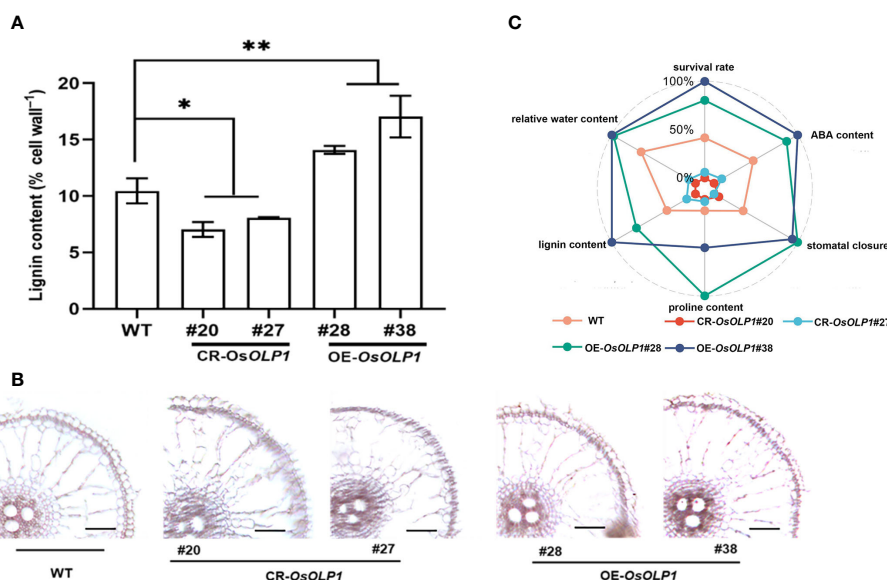 A
C
**
*
20
15
10
5
0
Lignin content (% cell wall⁻¹)
WT
#20
#27
#28
#38
CR-OsOLP1
OE-OsOLP1
survival rate
100%
50%
0%
relative water content
ABA content
lignin content
stomatal closure
proline content
WT
CR-OsOLP1#20
CR-OsOLP1#27
OE-OsOLP1#28
OE-OsOLP1#38
B
WT
#20
#27
CR-OsOLP1
#28
#38
OE-OsOLP1